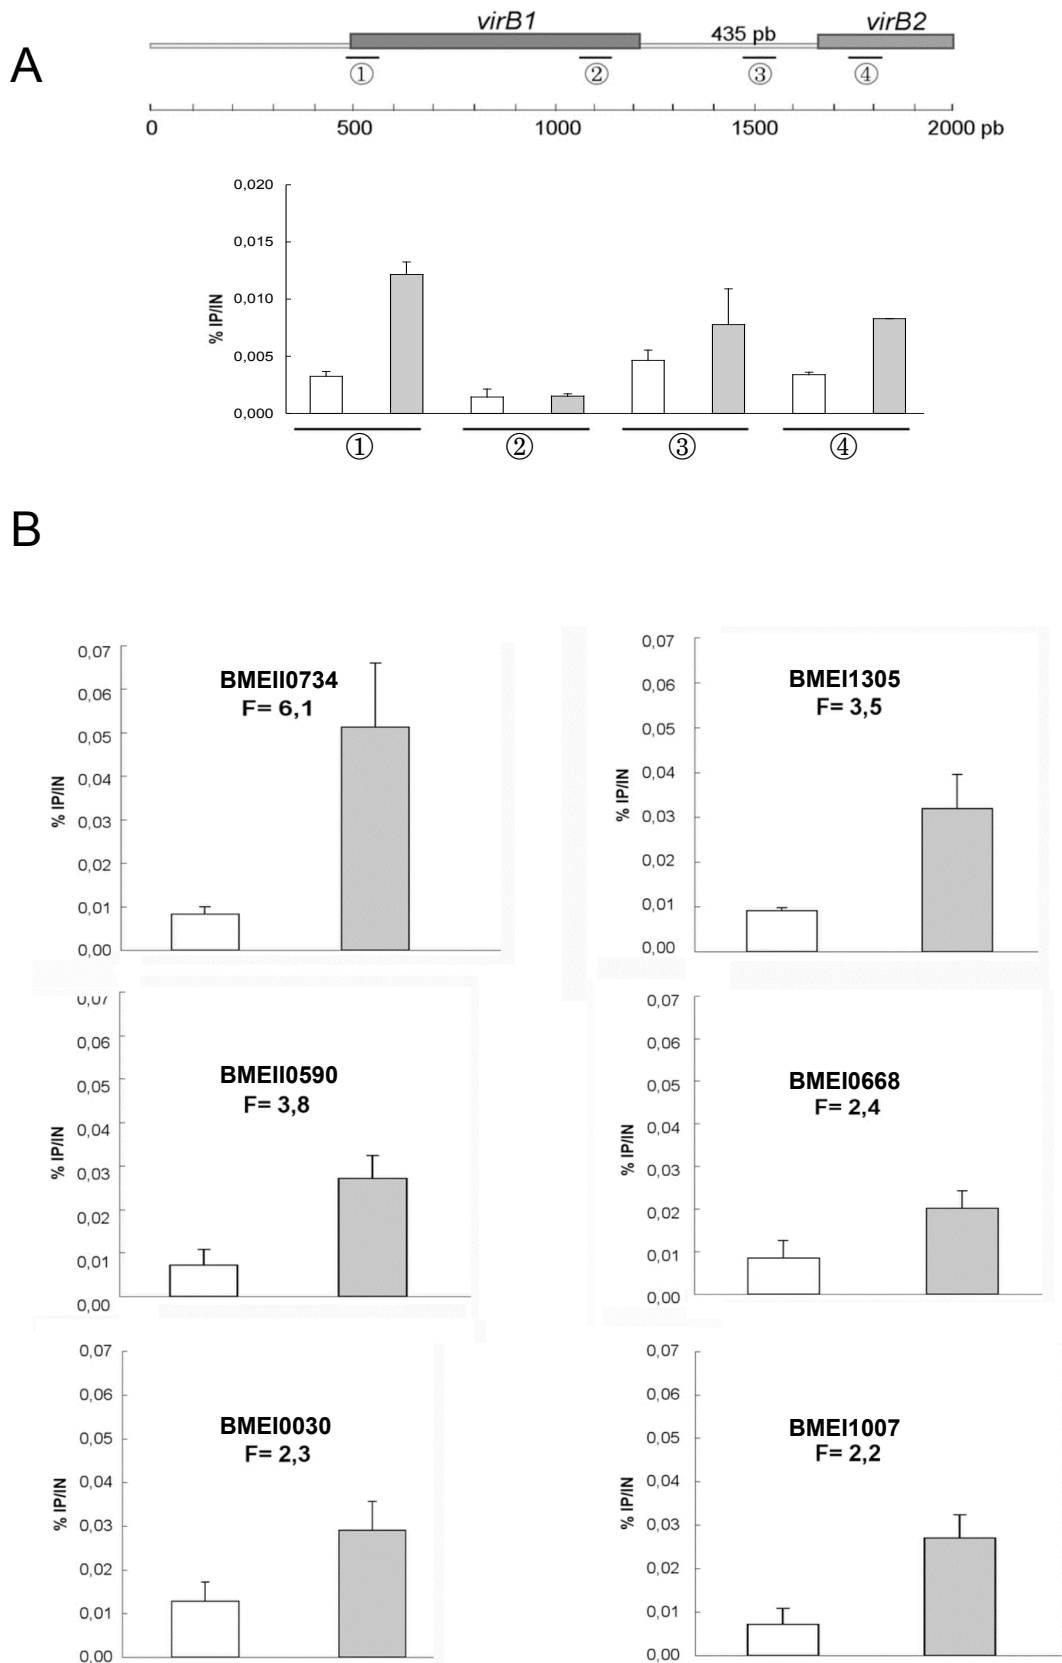 A
virB1
435 pb
virB2
① ② ③ ④
0 500 1000 1500 2000 pb
0,020
0,015
0,010
0,005
0,000
% IP/IN
① ② ③ ④
B
0,07
0,06
0,05
0,04
0,03
0,02
0,01
0,00
% IP/IN
BMEII0734
F= 6,1
0,07
0,06
0,05
0,04
0,03
0,02
0,01
0,00
% IP/IN
BMEI1305
F= 3,5
0,07
0,06
0,05
0,04
0,03
0,02
0,01
0,00
% IP/IN
BMEII0590
F= 3,8
0,07
0,06
0,05
0,04
0,03
0,02
0,01
0,00
% IP/IN
BMEI0668
F= 2,4
0,07
0,06
0,05
0,04
0,03
0,02
0,01
0,00
% IP/IN
BMEI0030
F= 2,3
0,07
0,06
0,05
0,04
0,03
0,02
0,01
0,00
% IP/IN
BMEI1007
F= 2,2